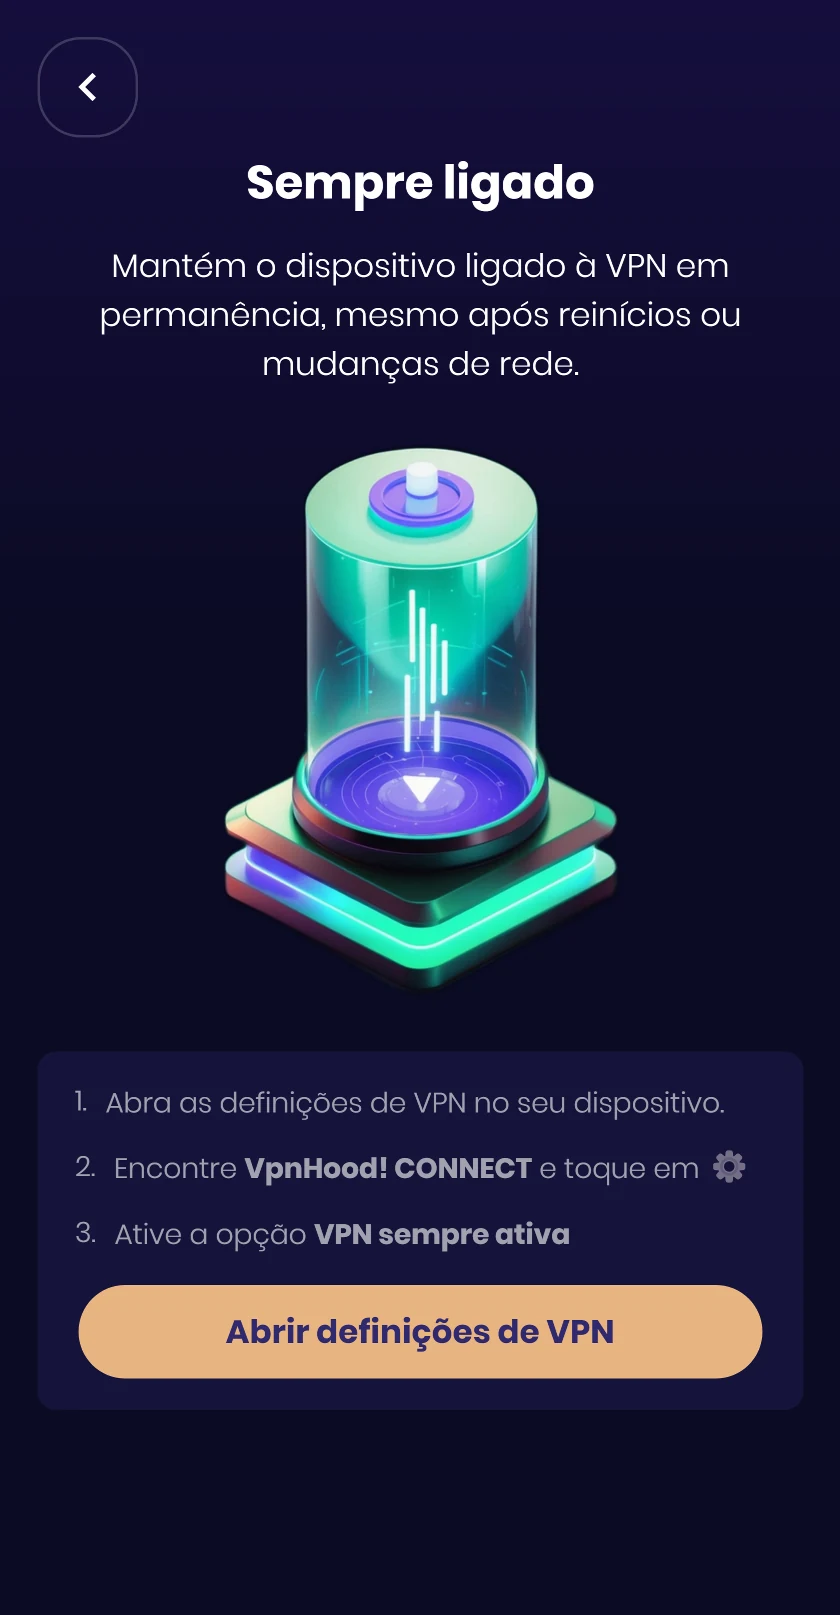 Sempre ligado
Mantém o dispositivo ligado à VPN em
permanência, mesmo após reinícios ou
mudanças de rede.
1. Abra as definições de VPN no seu dispositivo.
2. Encontre VpnHood! CONNECT e toque em
3. Ative a opção VPN sempre ativa
Abrir definições de VPN